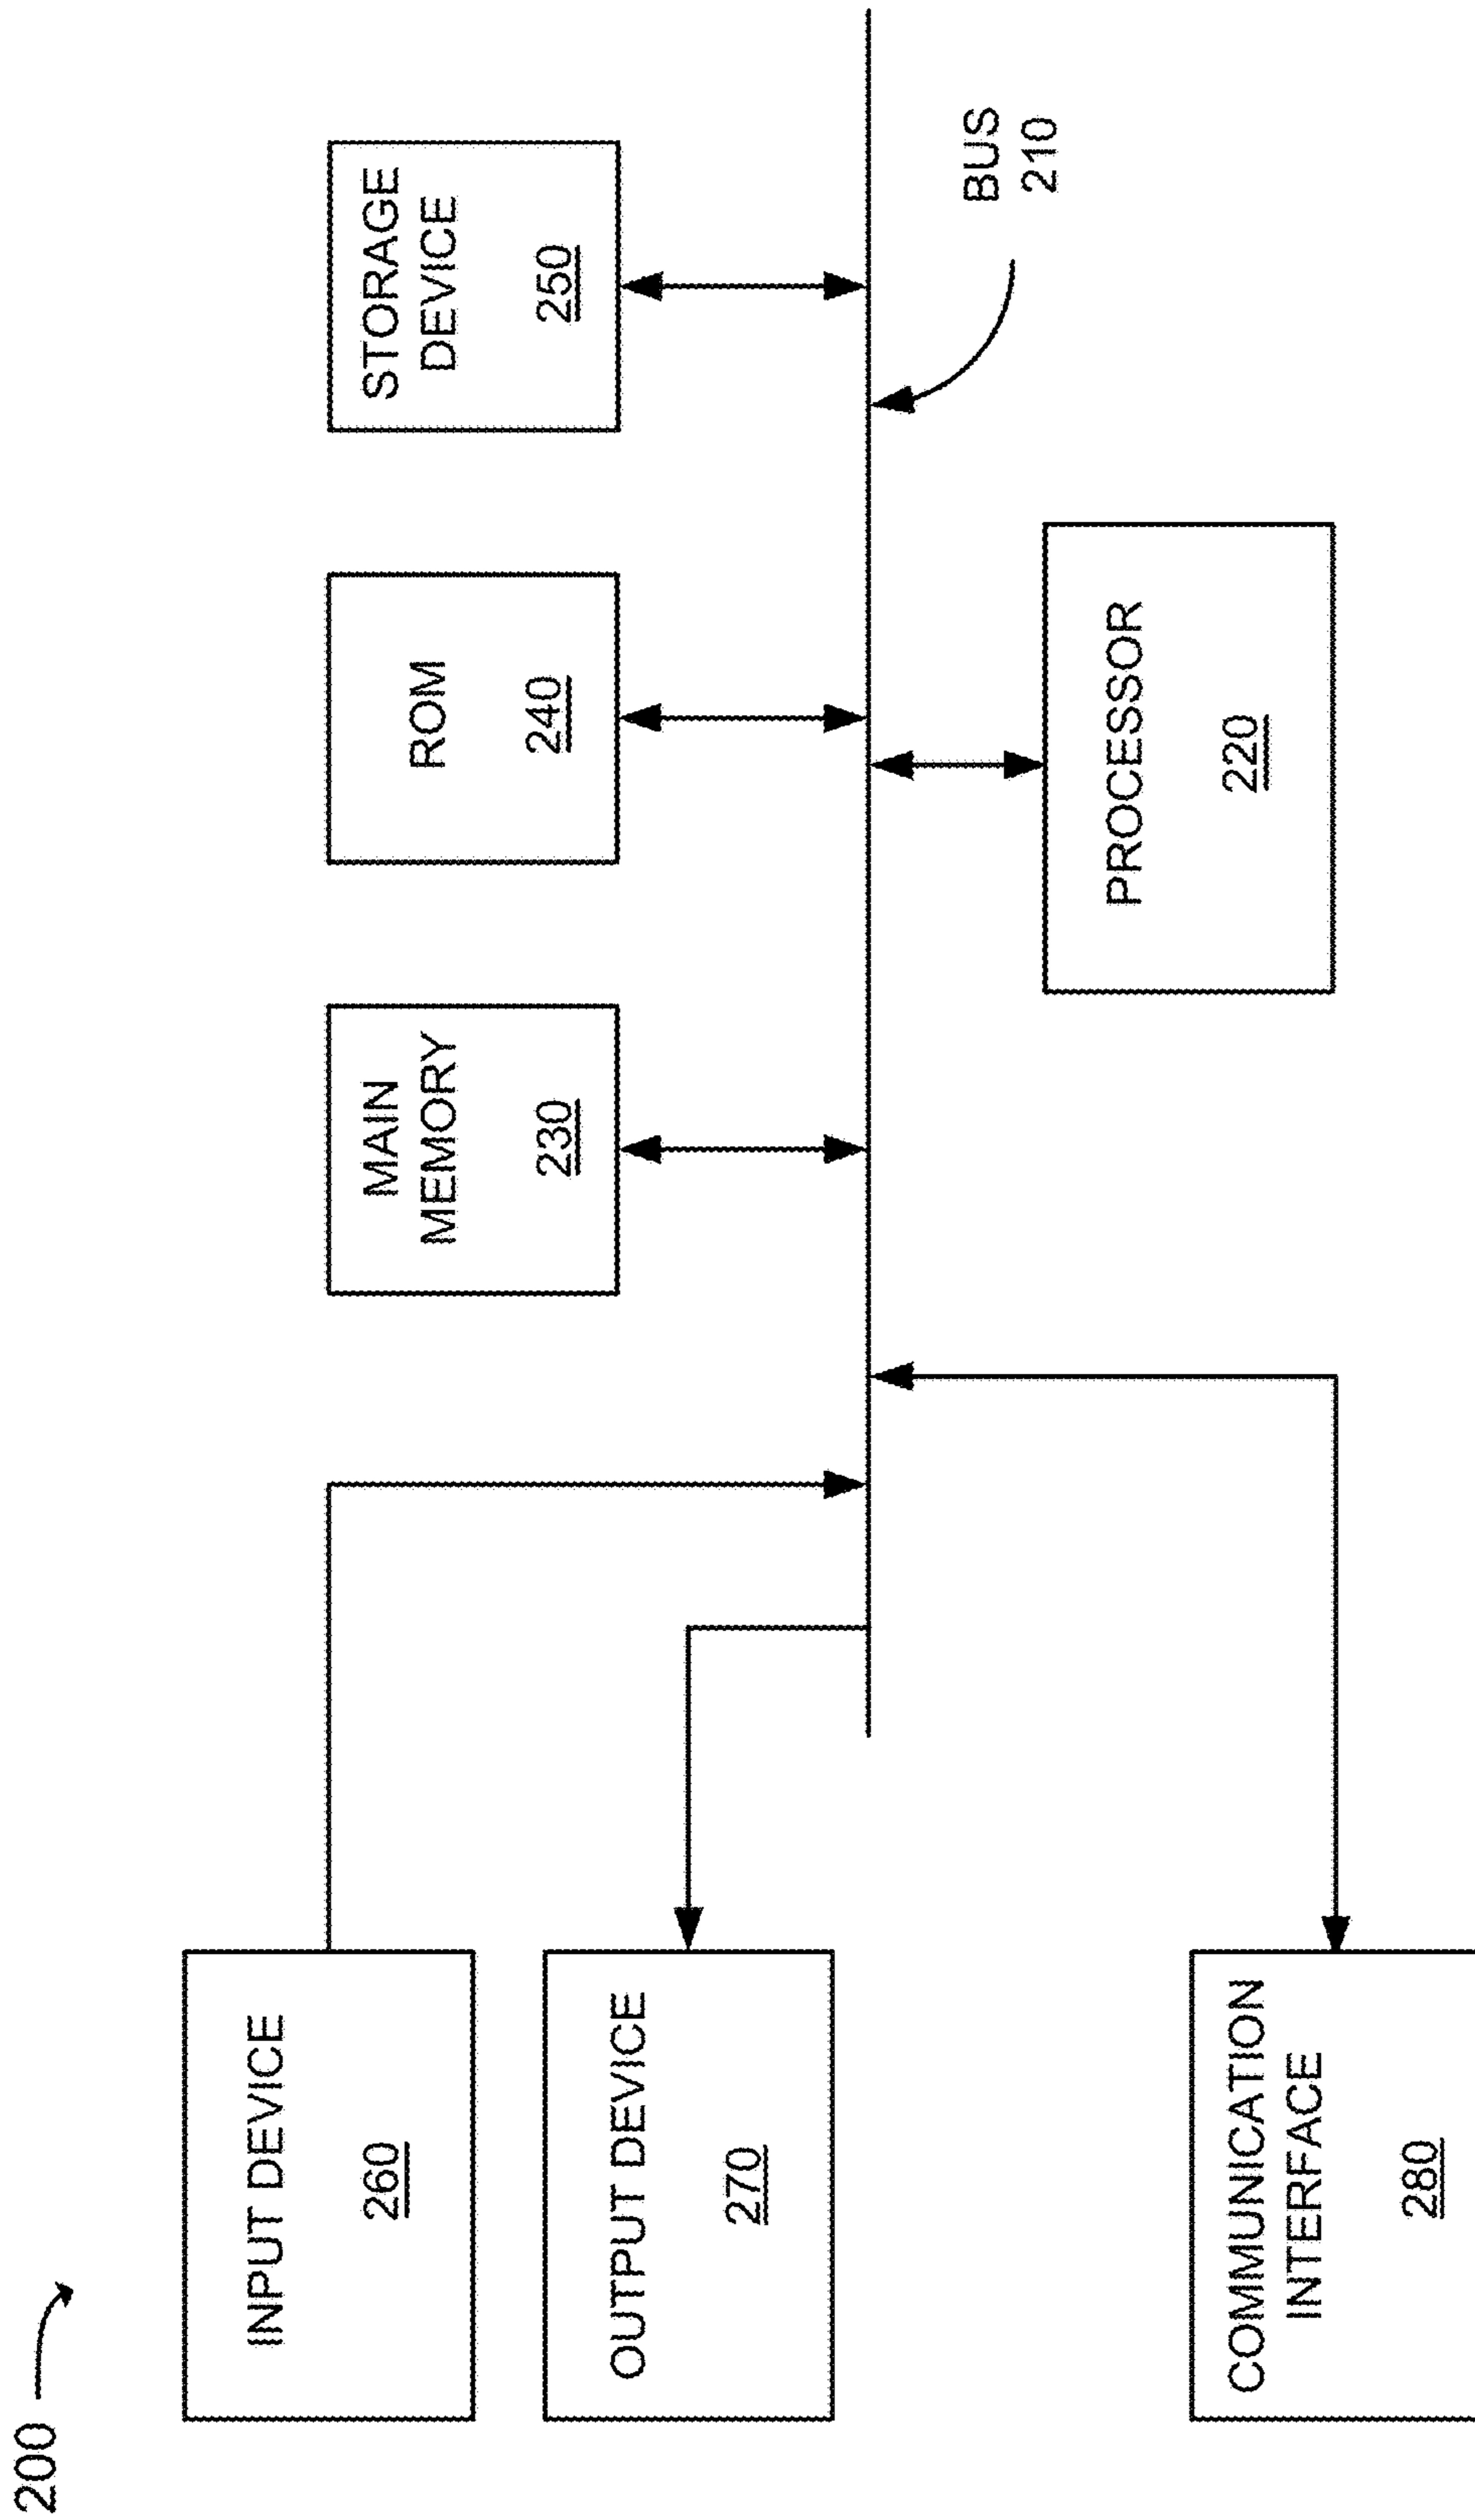 200
INPUT DEVICE
260
OUTPUT DEVICE
270
COMMUNICATION
INTERFACE
280
MAIN
MEMORY
230
ROM
240
STORAGE
DEVICE
250
PROCESSOR
220
BUS
210